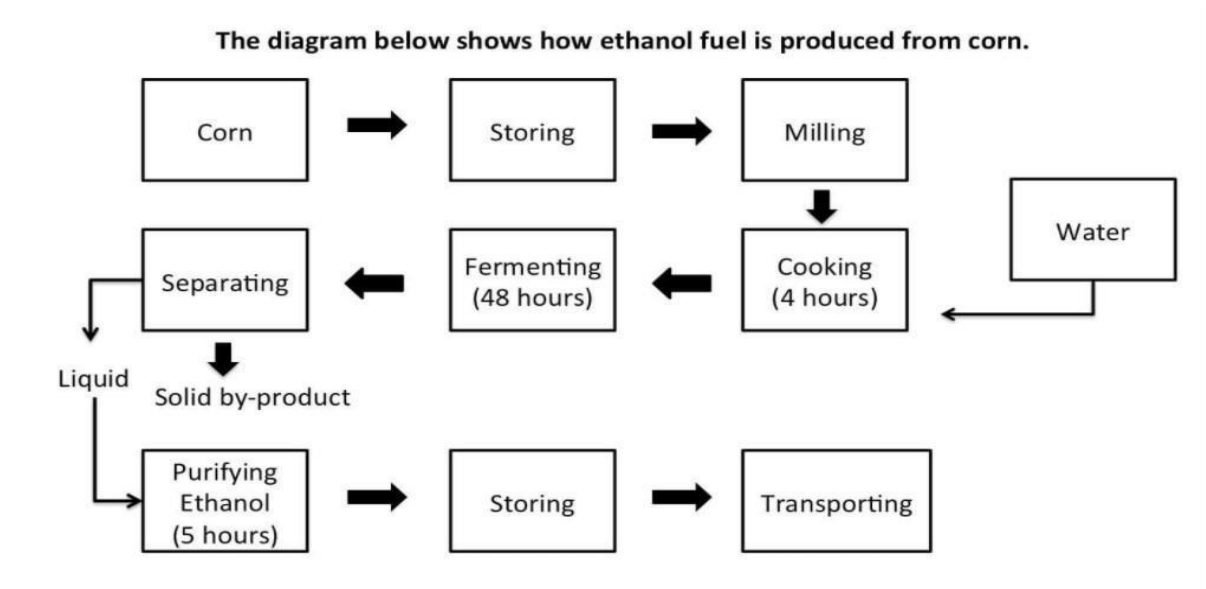 The diagram below shows how ethanol fuel is produced from corn.
Corn
Storing
Milling
Water
Cooking
(4 hours)
Fermenting
(48 hours)
Separating
Liquid
Solid by-product
Purifying
Ethanol
(5 hours)
Storing
Transporting